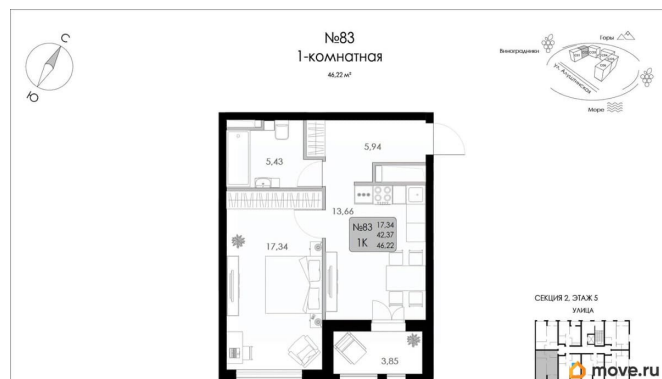 №83
1-комнатная
46,22 м²
С
Ю
Горы
Виноградники
ул. Алуштинская
Море
5,43
5,94
13,66
17,34
№83
1К
17,34
42,37
46,22
3,85
СЕКЦИЯ 2, ЭТАЖ 5
УЛИЦА
move.ru